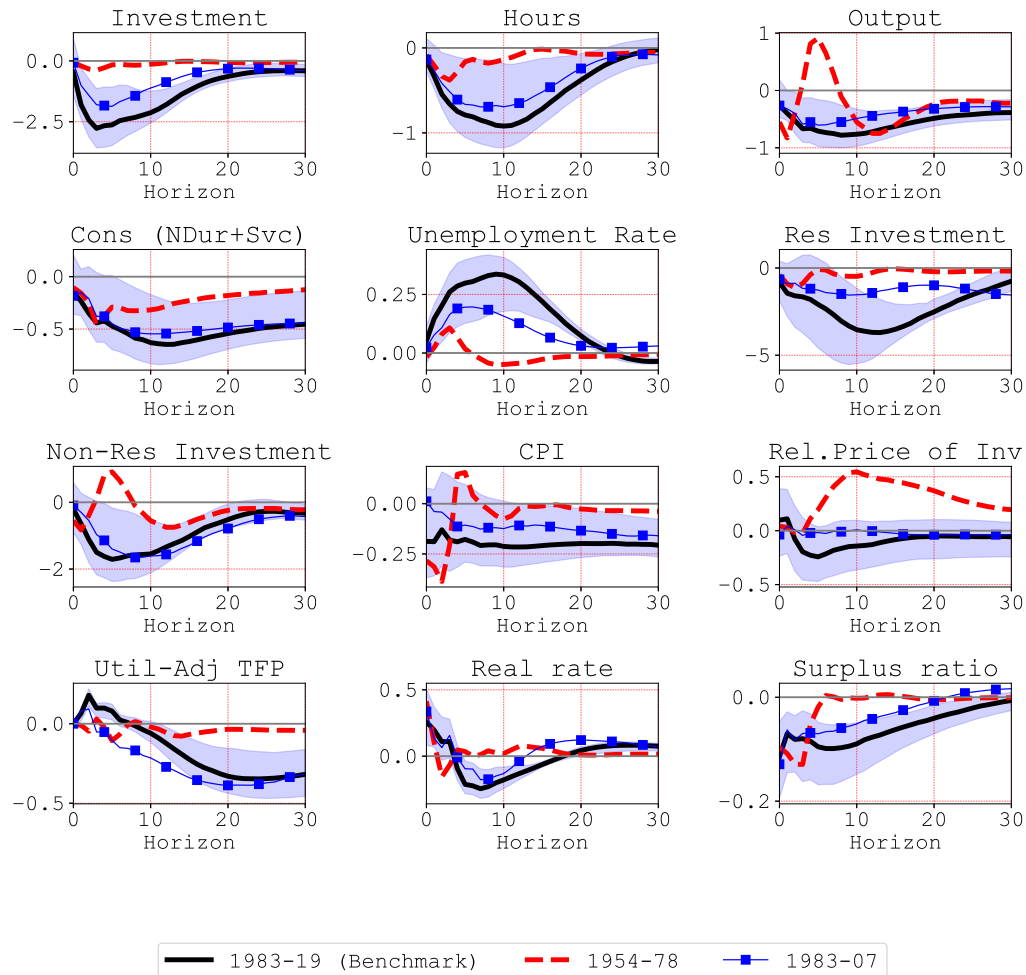 Investment Hours Output
0.0 0 1
−2.5 −1 0
−1
0 10 20 30 0 10 20 30 0 10 20 30
Horizon Horizon Horizon
Cons (NDur+Svc) Unemployment Rate Res Investment
0.0 0.25 0
−0.5 0.00 −5
0 10 20 30 0 10 20 30 0 10 20 30
Horizon Horizon Horizon
Non-Res Investment CPI Rel.Price of Inv
0 0.00 0.5
−2 −0.25 0.0
−0.5
0 10 20 30 0 10 20 30 0 10 20 30
Horizon Horizon Horizon
Util-Adj TFP Real rate Surplus ratio
0.0 0.5 0.0
−0.5 0.0 −0.2
0 10 20 30 0 10 20 30 0 10 20 30
Horizon Horizon Horizon
1983-19 (Benchmark) 1954-78 1983-07